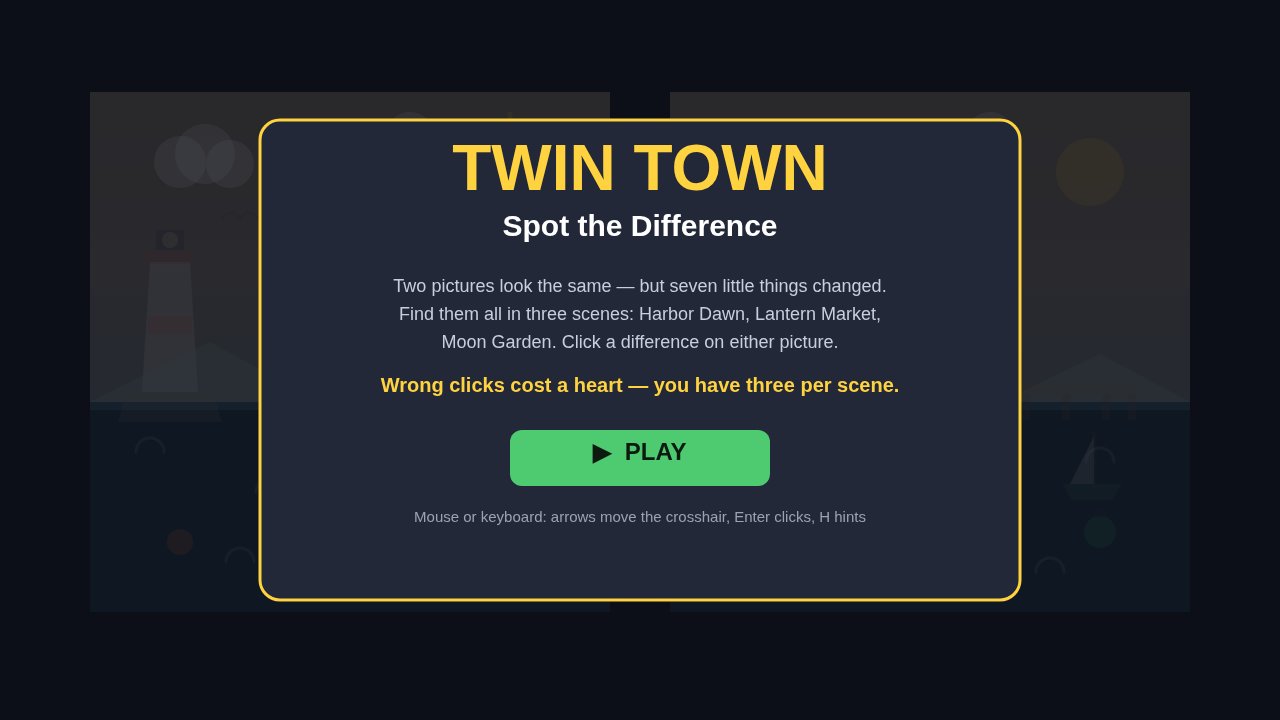 TWIN TOWN
Spot the Difference
Two pictures look the same — but seven little things changed.
Find them all in three scenes: Harbor Dawn, Lantern Market,
Moon Garden. Click a difference on either picture.
Wrong clicks cost a heart — you have three per scene.
▶ PLAY
Mouse or keyboard: arrows move the crosshair, Enter clicks, H hints